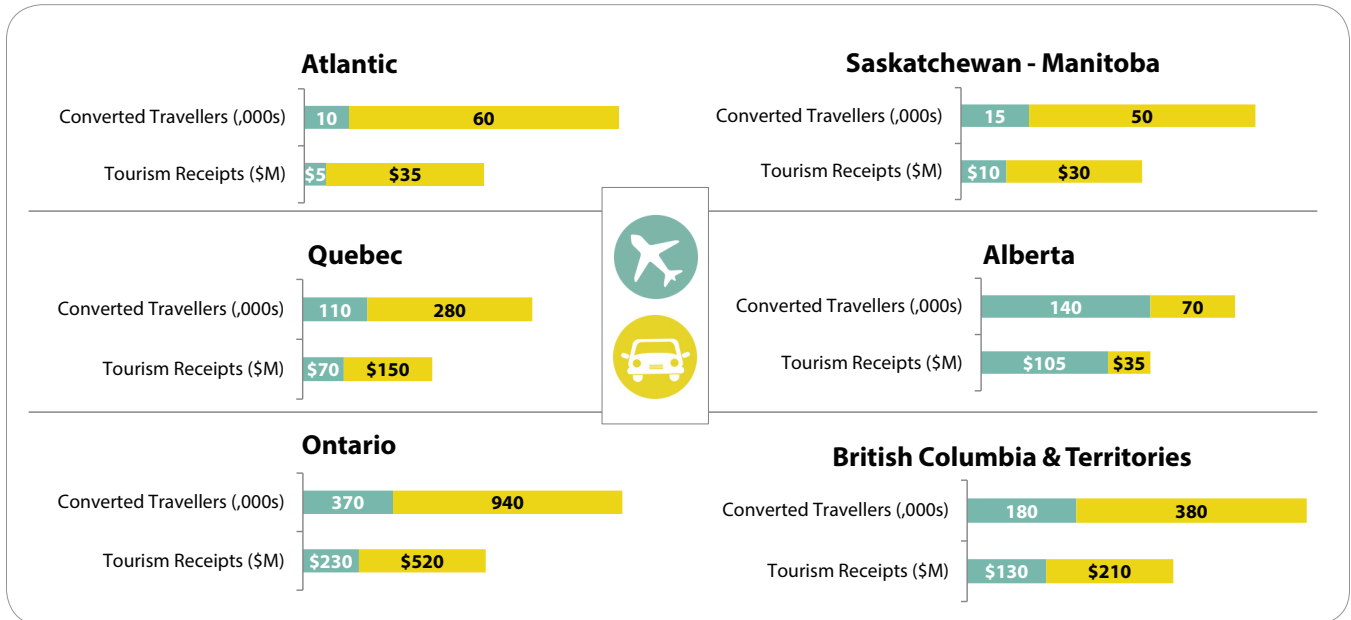 Atlantic
Converted Travellers (,000s) 10 60
Tourism Receipts ($M) $5 $35
Saskatchewan - Manitoba
Converted Travellers (,000s) 15 50
Tourism Receipts ($M) $10 $30
Quebec
Converted Travellers (,000s) 110 280
Tourism Receipts ($M) $70 $150
Alberta
Converted Travellers (,000s) 140 70
Tourism Receipts ($M) $105 $35
Ontario
Converted Travellers (,000s) 370 940
Tourism Receipts ($M) $230 $520
British Columbia & Territories
Converted Travellers (,000s) 180 380
Tourism Receipts ($M) $130 $210